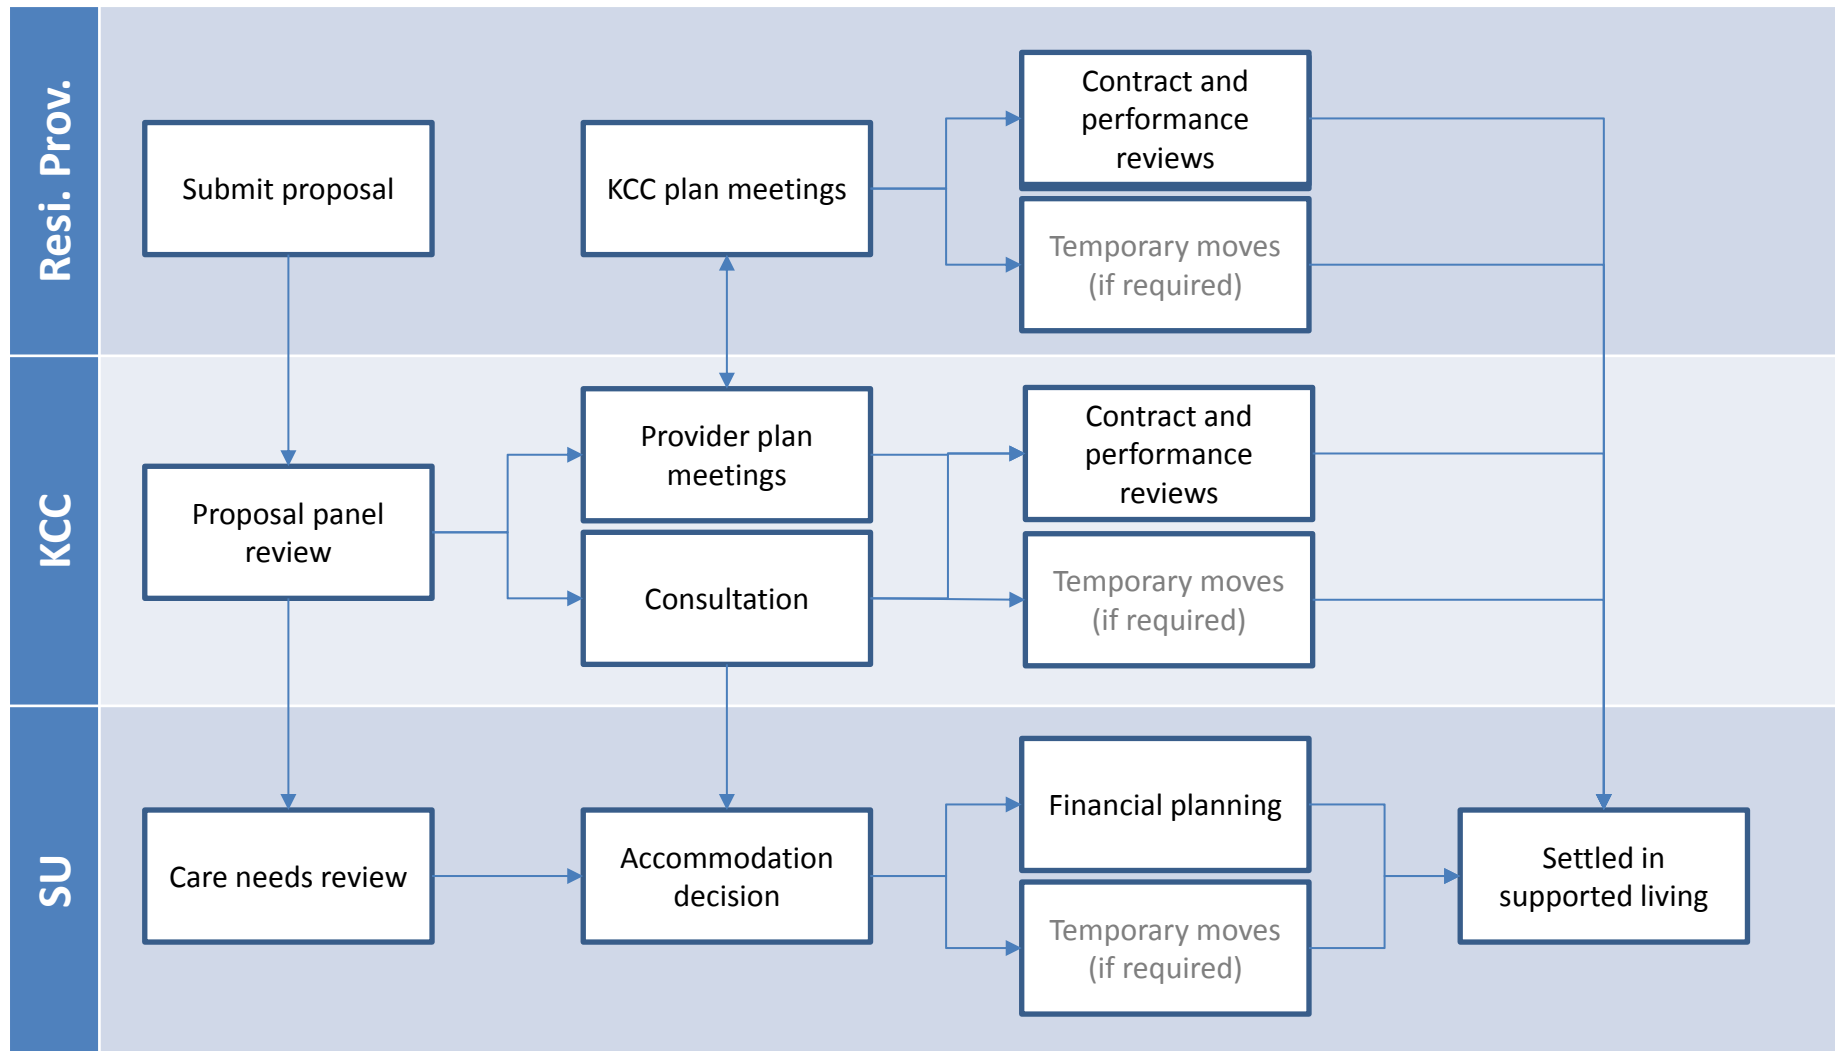 Resi. Prov.
Submit proposal
KCC plan meetings
Contract and
performance
reviews
Temporary moves
(if required)
KCC
Proposal panel
review
Provider plan
meetings
Consultation
Contract and
performance
reviews
Temporary moves
(if required)
SU
Care needs review
Accommodation
decision
Financial planning
Temporary moves
(if required)
Settled in
supported living